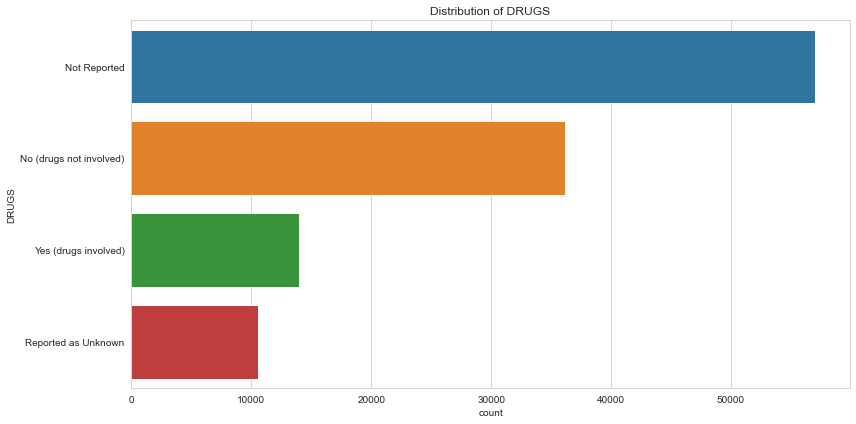 Distribution of DRUGS
Not Reported
No (drugs not involved)
Yes (drugs involved)
Reported as Unknown
DRUGS
0 10000 20000 30000 40000 50000
count